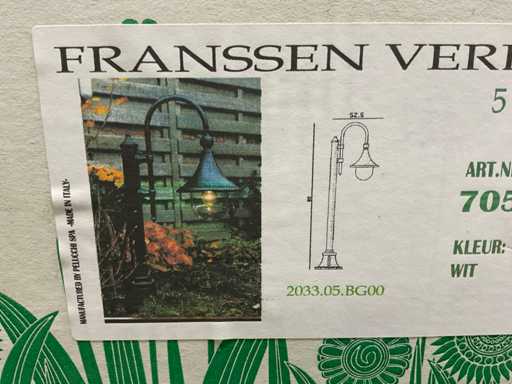 FRANSSEN VER
5
MANUFACTURED BY PELUCCHI SPA -MADE IN ITALY-
52.5
ART.N
705
KLEUR:
WIT
2033.05.BG00